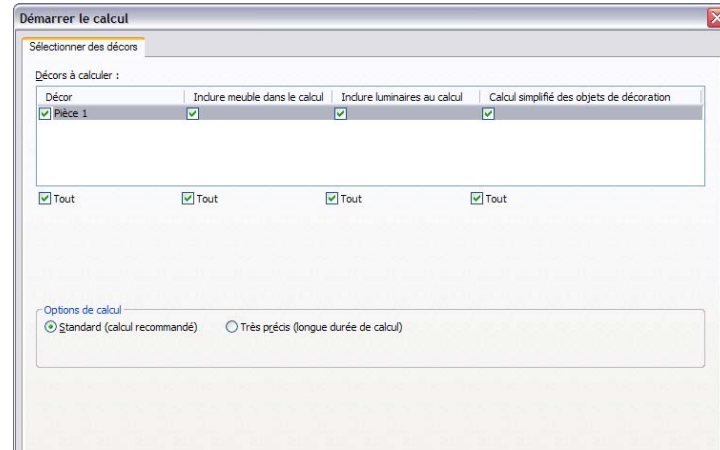 Démarrer le calcul
Sélectionner des décors
Décors à calculer :
Décor Inclure meuble dans le calcul Inclure luminaires au calcul Calcul simplifié des objets de décoration
Pièce 1
Tout Tout Tout Tout
Options de calcul
Standard (calcul recommandé) Très précis (longue durée de calcul)